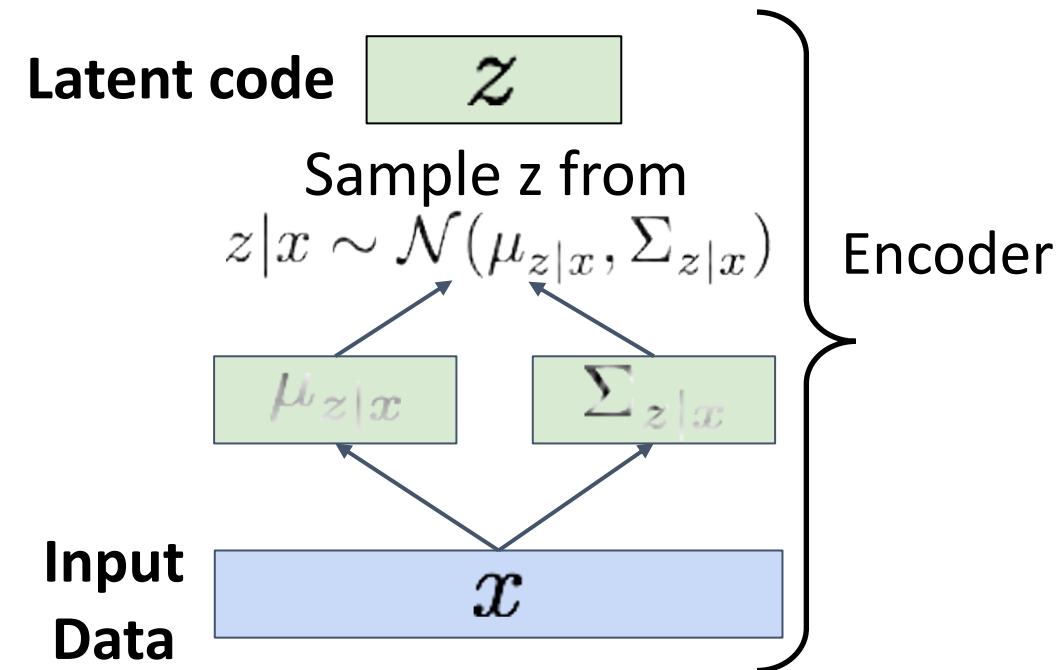 Latent code
z
Sample z from
z|x ∼ 𝒩(μ_{z|x}, Σ_{z|x})
Encoder
μ_{z|x}
Σ_{z|x}
Input
Data
x